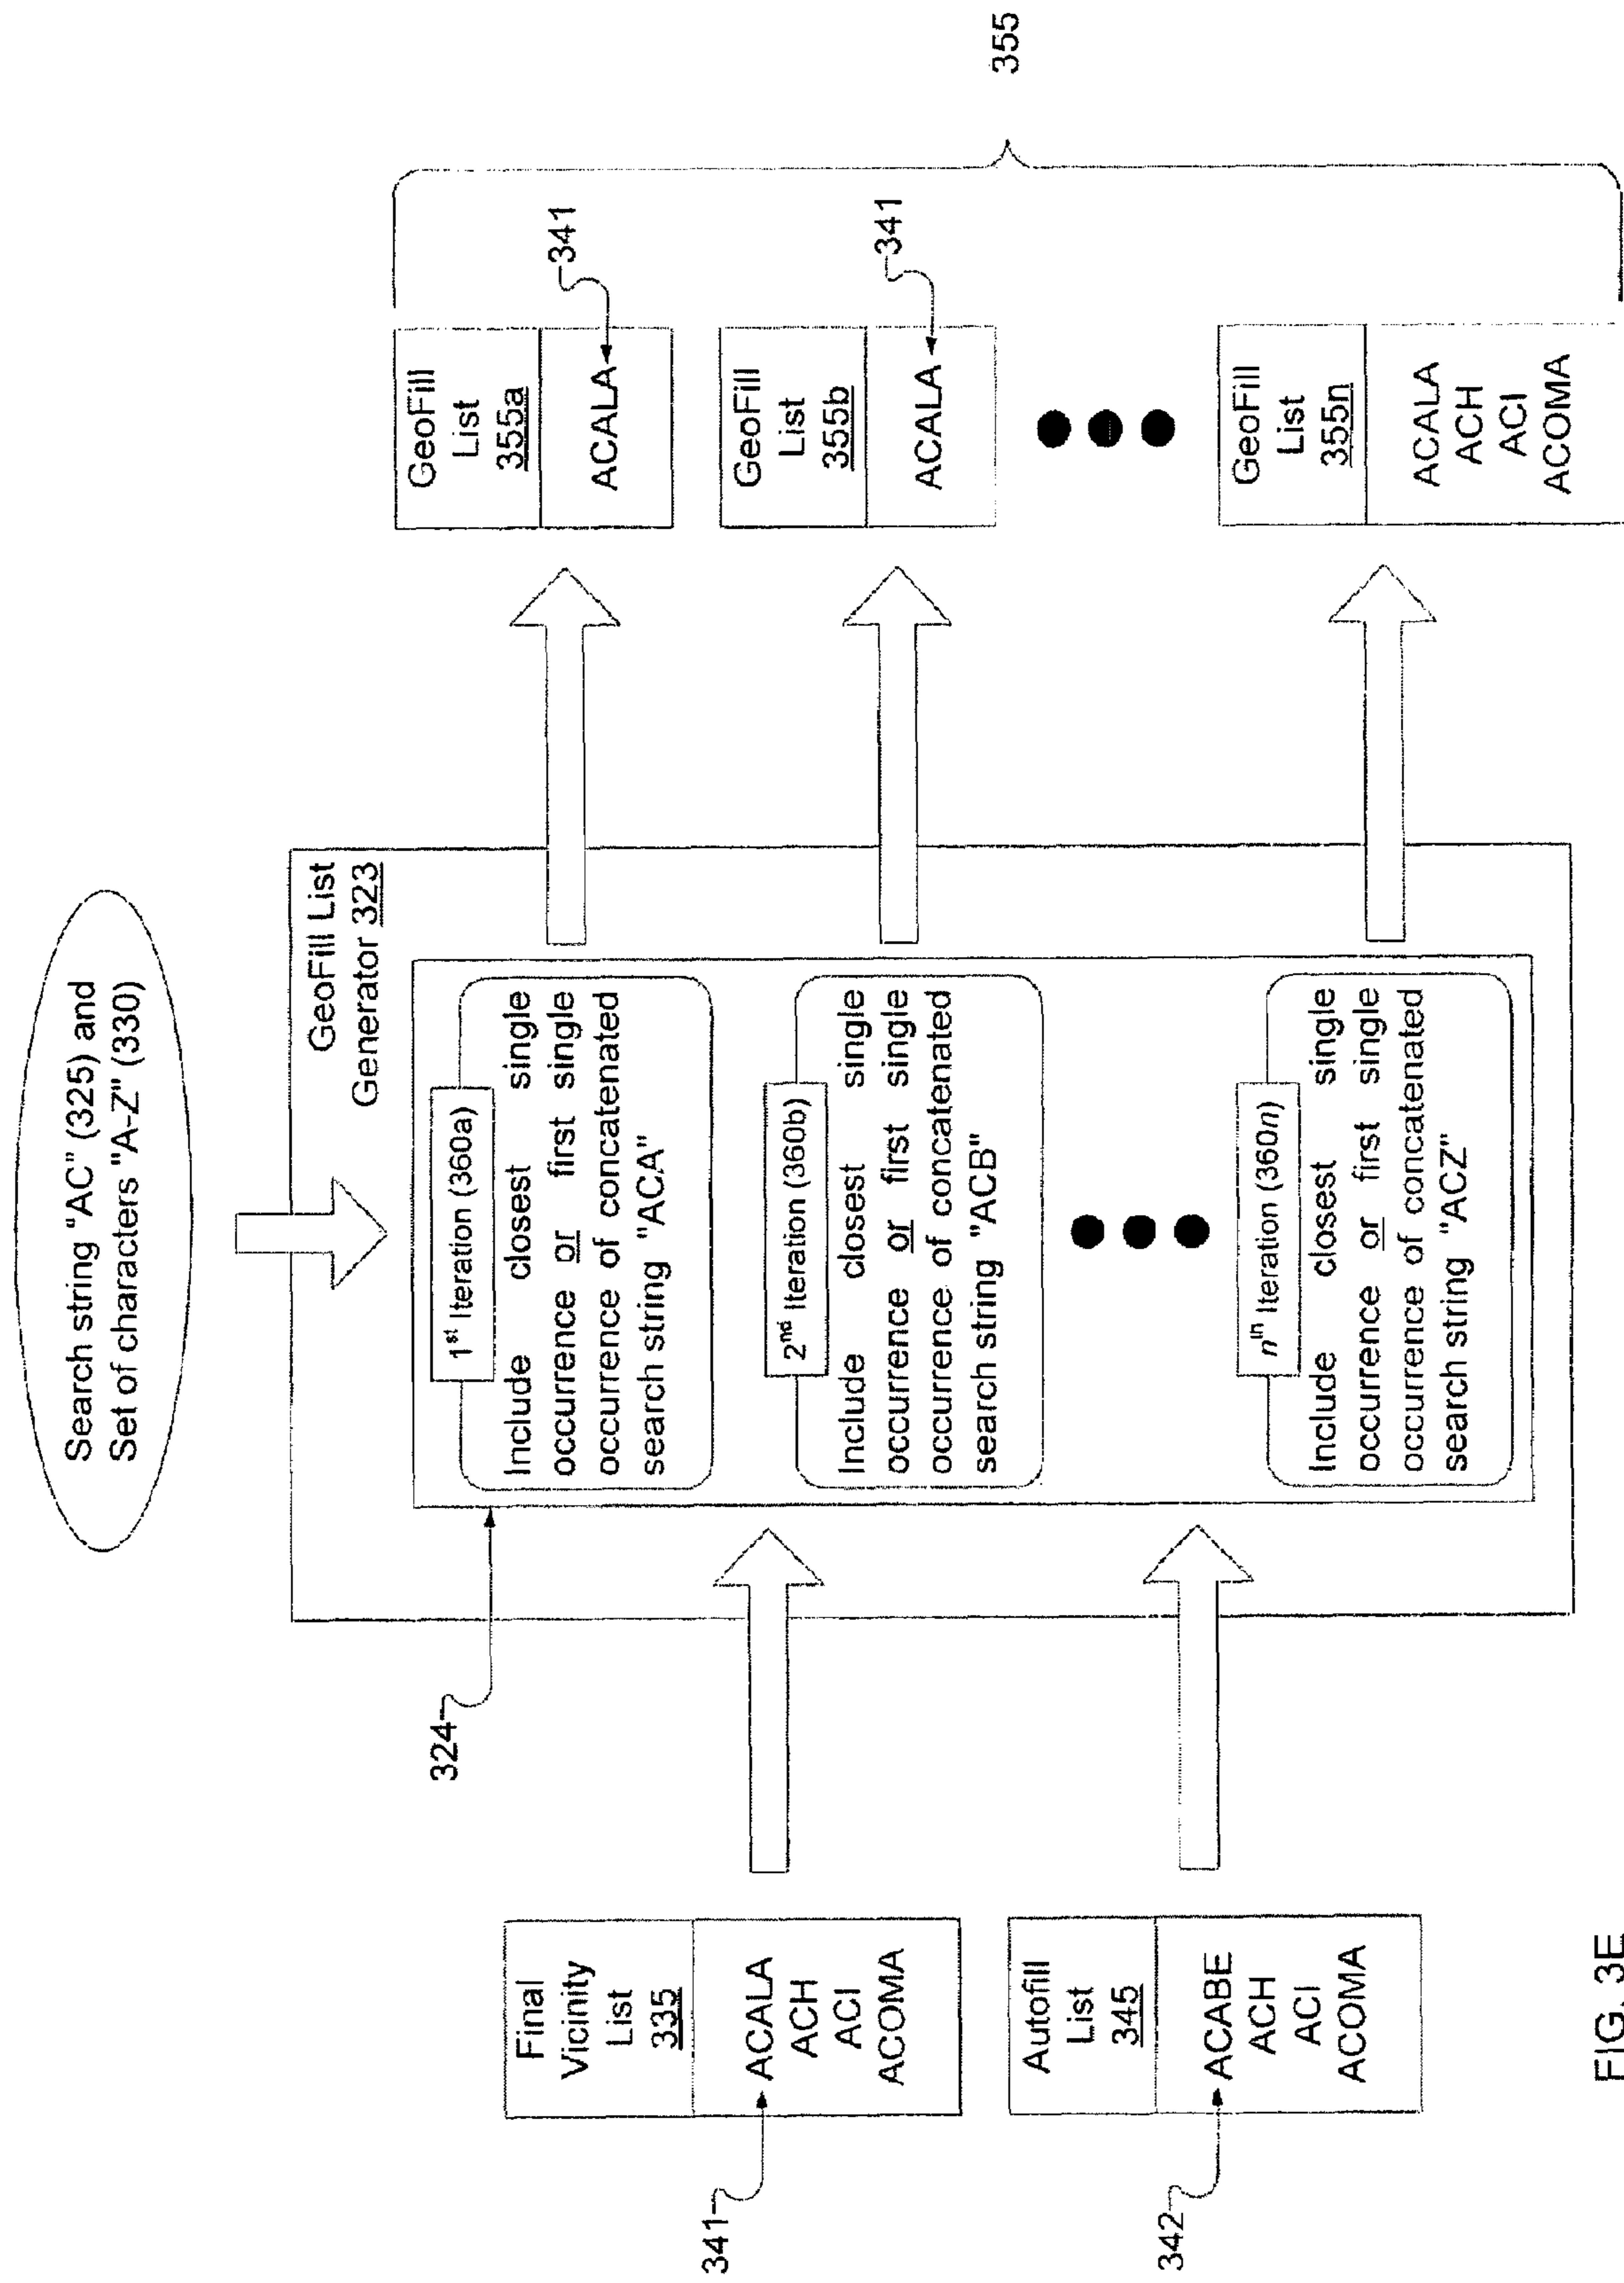 Search string "AC" (325) and
Set of characters "A-Z" (330)
GeoFill List
Generator 323
324
1st Iteration (360a)
Include closest single
occurrence or first single
occurrence of concatenated
search string "ACA"
2nd Iteration (360b)
Include closest single
occurrence or first single
occurrence of concatenated
search string "ACB"
nth Iteration (360n)
Include closest single
occurrence or first single
occurrence of concatenated
search string "ACZ"
Final
Vicinity
List
335
341
ACALA
ACH
ACI
ACOMA
Autofill
List
345
342
ACABE
ACH
ACI
ACOMA
GeoFill
List
355a
ACALA
341
GeoFill
List
355b
ACALA
341
GeoFill
List
355n
ACALA
ACH
ACI
ACOMA
355
FIG. 3E